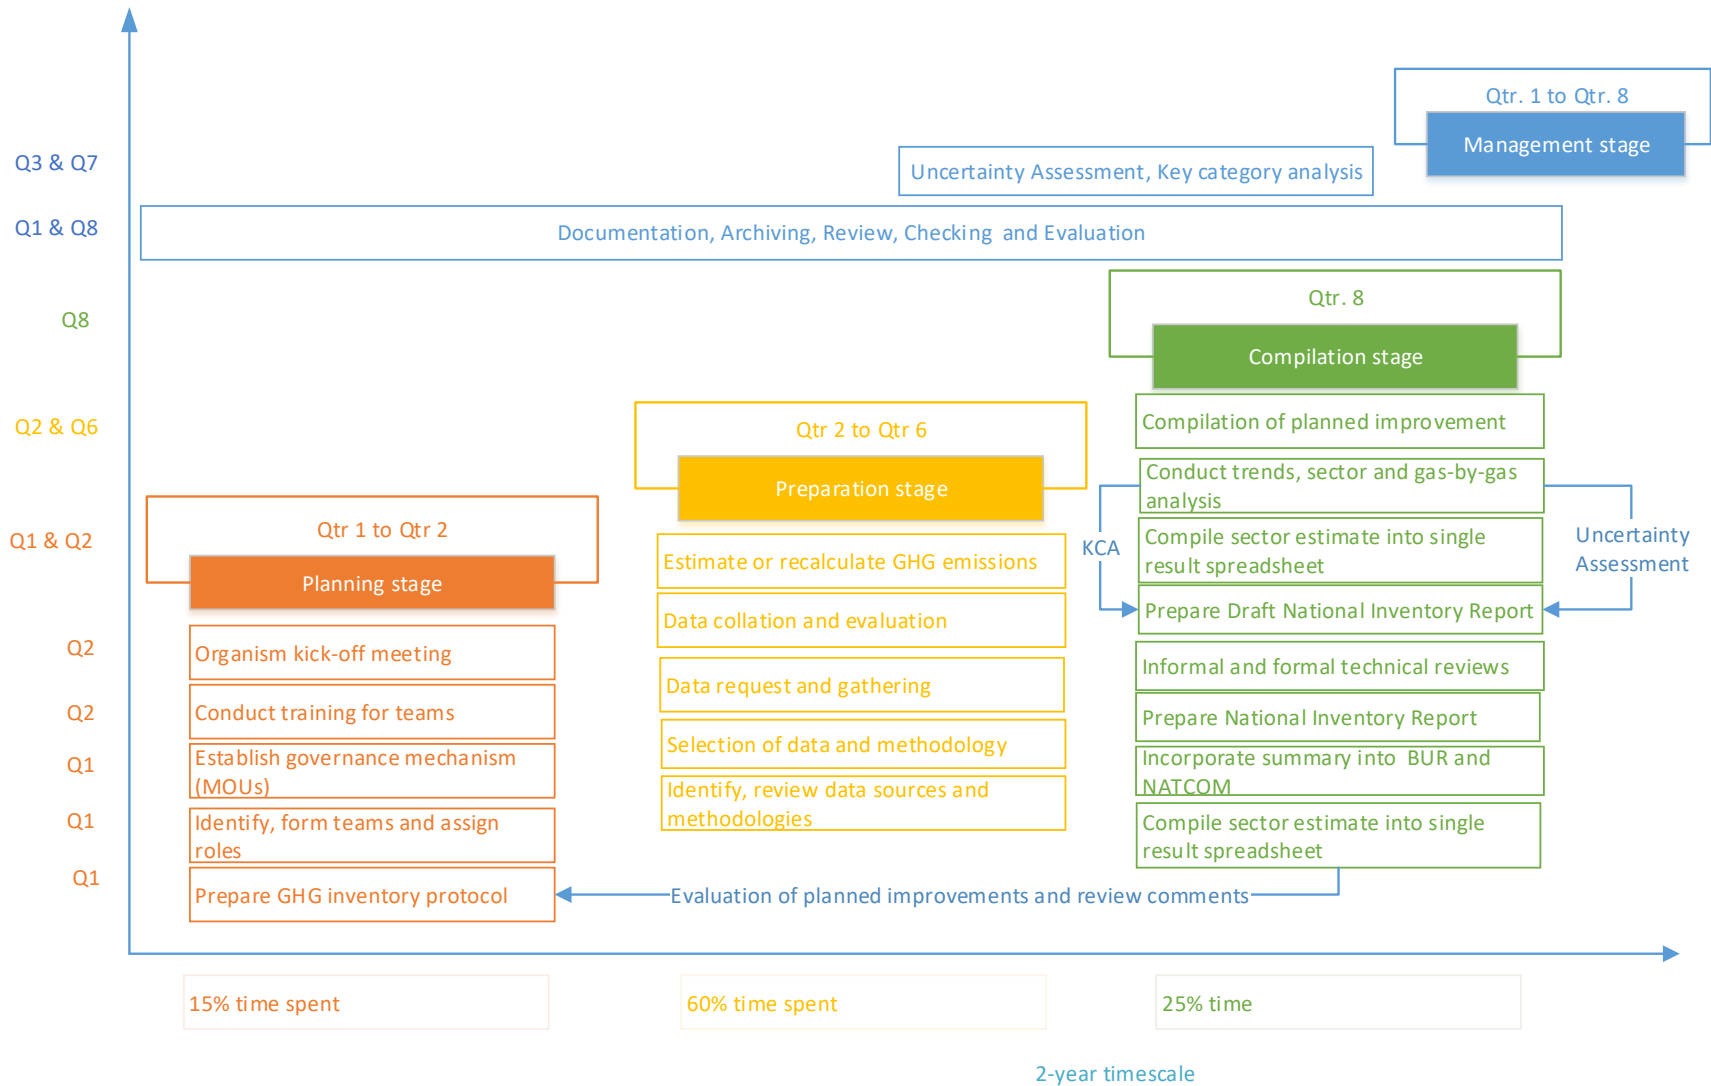 Qtr. 1 to Qtr. 8
Management stage
Q3 & Q7
Uncertainty Assessment, Key category analysis
Q1 & Q8
Documentation, Archiving, Review, Checking and Evaluation
Q8
Qtr. 8
Compilation stage
Compilation of planned improvement
Conduct trends, sector and gas-by-gas
analysis
Compile sector estimate into single
result spreadsheet
Prepare Draft National Inventory Report
KCA
Uncertainty
Assessment
Informal and formal technical reviews
Prepare National Inventory Report
Incorporate summary into BUR and
NATCOM
Compile sector estimate into single
result spreadsheet
Q2 & Q6
Qtr 2 to Qtr 6
Preparation stage
Estimate or recalculate GHG emissions
Data collation and evaluation
Data request and gathering
Selection of data and methodology
Identify, review data sources and
methodologies
Q1 & Q2
Qtr 1 to Qtr 2
Planning stage
Q2
Organism kick-off meeting
Q2
Conduct training for teams
Q1
Establish governance mechanism
(MOUs)
Q1
Identify, form teams and assign
roles
Q1
Prepare GHG inventory protocol
Evaluation of planned improvements and review comments
15% time spent
60% time spent
25% time
2-year timescale